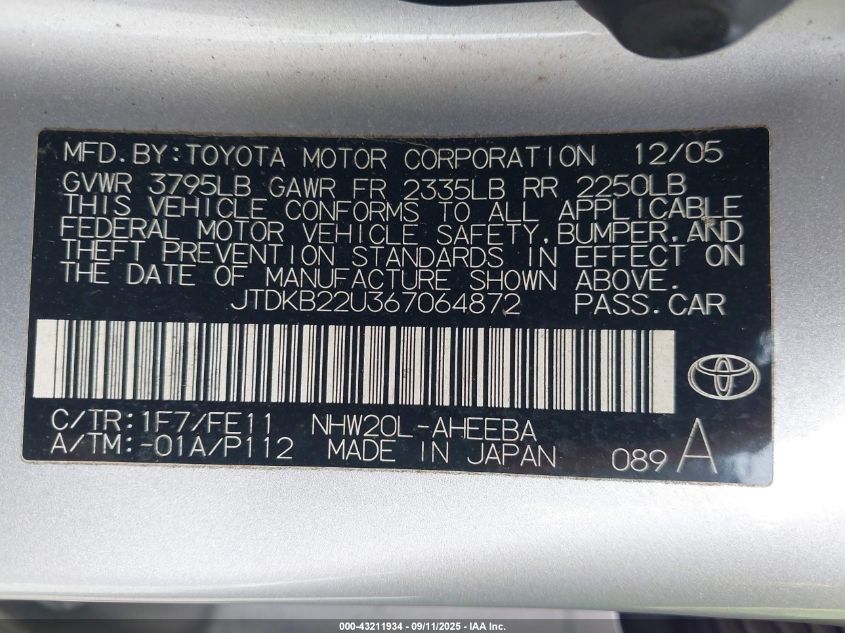 MFD.BY:TOYOTA MOTOR CORPORATION 12/05
GVWR 3795LB GAWR FR 2335LB RR 2250LB
THIS VEHICLE CONFORMS TO ALL APPLICABLE
FEDERAL MOTOR VEHICLE SAFETY,BUMPER,AND
THEFT PREVENTION STANDARDS IN EFFECT ON
THE DATE OF MANUFACTURE SHOWN ABOVE.
JTDKB22U367064872 PASS.CAR
C/TR:1F7/FE11 NHW20L-AHEEBA
A/TM:-01A/P112 MADE IN JAPAN 089 A
000-43211934 - 09/11/2025 - IAA Inc.